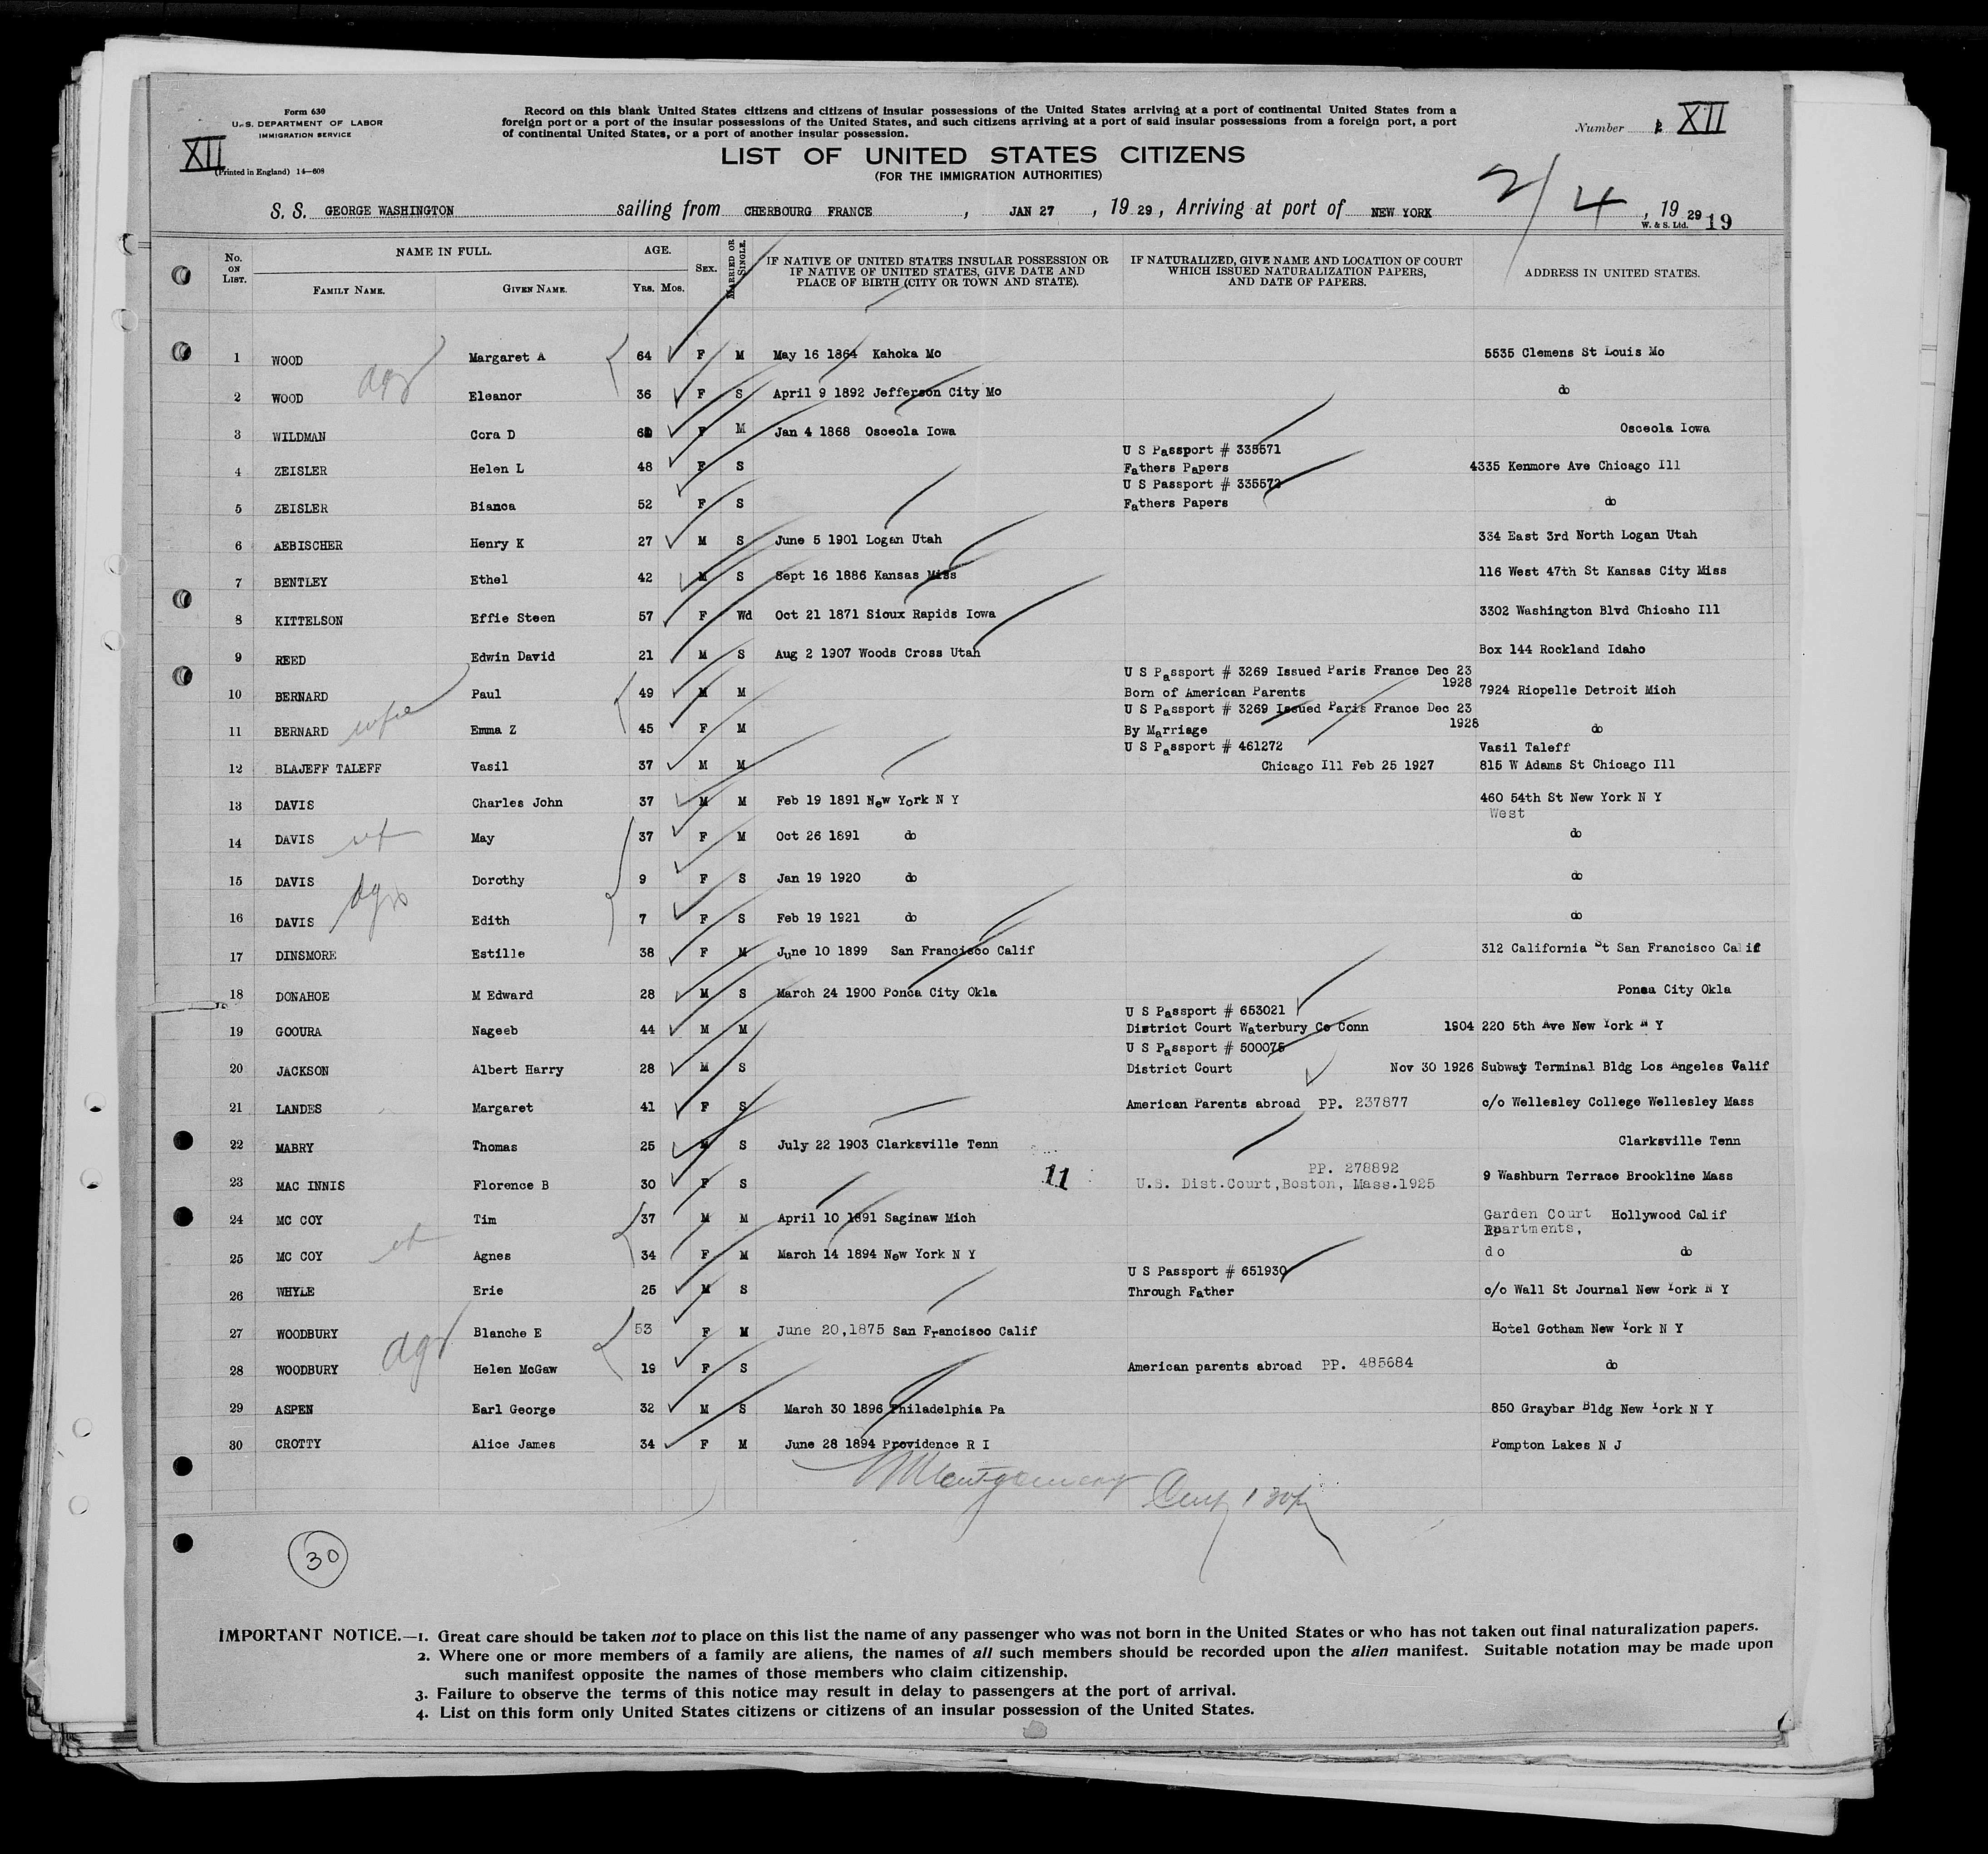 Form 630
U.S. DEPARTMENT OF LABOR
IMMIGRATION SERVICE
XII
(Printed in England) 14—608
Record on this blank United States citizens and citizens of insular possessions of the United States arriving at a port of continental United States from a
foreign port or a port of the insular possessions of the United States, and such citizens arriving at a port of said insular possessions from a foreign port, a port
of continental United States, or a port of another insular possession.
Number XII
LIST OF UNITED STATES CITIZENS
(FOR THE IMMIGRATION AUTHORITIES)
S. S. GEORGE WASHINGTON sailing from CHERBOURG FRANCE , JAN 27 , 19 29, Arriving at port of NEW YORK 2/4 , 19 29
W. & S. Ltd. 19
No. ON LIST. NAME IN FULL. FAMILY NAME. GIVEN NAME. AGE. Yrs. Mos. SEX. MARRIED OR SINGLE. IF NATIVE OF UNITED STATES INSULAR POSSESSION OR IF NATIVE OF UNITED STATES, GIVE DATE AND PLACE OF BIRTH (CITY OR TOWN AND STATE). IF NATURALIZED, GIVE NAME AND LOCATION OF COURT WHICH ISSUED NATURALIZATION PAPERS, AND DATE OF PAPERS. ADDRESS IN UNITED STATES.
1 WOOD Margaret A 64 F M May 16 1864 Kahoka Mo 5535 Clemens St Louis Mo
dgr
2 WOOD Eleanor 36 F S April 9 1892 Jefferson City Mo do
3 WILDMAN Cora D F M Jan 4 1868 Osceola Iowa Osceola Iowa
U S Passport # 335571
4 ZEISLER Helen L 48 F S Fathers Papers 4335 Kenmore Ave Chicago Ill
U S Passport # 335572
5 ZEISLER Bianca 52 F S Fathers Papers do
6 AEBISCHER Henry K 27 M S June 5 1901 Logan Utah 334 East 3rd North Logan Utah
7 BENTLEY Ethel 42 M S Sept 16 1886 Kansas Miss 116 West 47th St Kansas City Miss
8 KITTELSON Effie Steen 57 F Wd Oct 21 1871 Sioux Rapids Iowa 3302 Washington Blvd Chicaho Ill
9 REED Edwin David 21 M S Aug 2 1907 Woods Cross Utah Box 144 Rockland Idaho
U S Passport # 3269 Issued Paris France Dec 23
1928
10 BERNARD Paul 49 M M Born of American Parents 7924 Riopelle Detroit Mich
U S Passport # 3269 Issued Paris France Dec 23
1928
11 BERNARD wife Emma Z 45 F M By Marriage do
U S Passport # 461272 Vasil Taleff
12 BLAJEFF TALEFF Vasil 37 M M Chicago Ill Feb 25 1927 815 W Adams St Chicago Ill
13 DAVIS Charles John 37 M M Feb 19 1891 New York N Y 460 54th St New York N Y
West
14 DAVIS wf May 37 F M Oct 26 1891 do do
15 DAVIS Dorothy 9 F S Jan 19 1920 do do
dgrs
16 DAVIS Edith 7 F S Feb 19 1921 do do
17 DINSMORE Estille 38 F M June 10 1899 San Francisco Calif 312 California St San Francisco Calif
18 DONAHOE M Edward 28 M S March 24 1900 Ponca City Okla Ponca City Okla
U S Passport # 653021
19 GOOURA Nageeb 44 M M District Court Waterbury Co Conn 1904 220 5th Ave New York N Y
U S Passport # 500075
20 JACKSON Albert Harry 28 M S District Court Nov 30 1926 Subway Terminal Bldg Los Angeles Calif
21 LANDES Margaret 41 F S American Parents abroad PP. 237877 c/o Wellesley College Wellesley Mass
22 MABRY Thomas 25 M S July 22 1903 Clarksville Tenn Clarksville Tenn
PP. 278892
23 MAC INNIS Florence B 30 F S 11 U.S. Dist.Court,Boston, Mass.1925 9 Washburn Terrace Brookline Mass
24 MC COY Tim 37 M M April 10 1891 Saginaw Mich Garden Court Hollywood Calif
Apartments,
25 MC COY wf Agnes 34 F M March 14 1894 New York N Y do do
U S Passport # 651930
26 WHYLE Erie 25 M S Through Father c/o Wall St Journal New York N Y
27 WOODBURY Blanche E 53 F M June 20,1875 San Francisco Calif Hotel Gotham New York N Y
dgr
28 WOODBURY Helen McGaw 19 F S American parents abroad PP. 485684 do
29 ASPEN Earl George 32 M S March 30 1896 Philadelphia Pa 850 Graybar Bldg New York N Y
30 CROTTY Alice James 34 F M June 28 1894 Providence R I Pompton Lakes N J
Montgomery
30
IMPORTANT NOTICE.—1. Great care should be taken not to place on this list the name of any passenger who was not born in the United States or who has not taken out final naturalization papers.
2. Where one or more members of a family are aliens, the names of all such members should be recorded upon the alien manifest. Suitable notation may be made upon
such manifest opposite the names of those members who claim citizenship.
3. Failure to observe the terms of this notice may result in delay to passengers at the port of arrival.
4. List on this form only United States citizens or citizens of an insular possession of the United States.